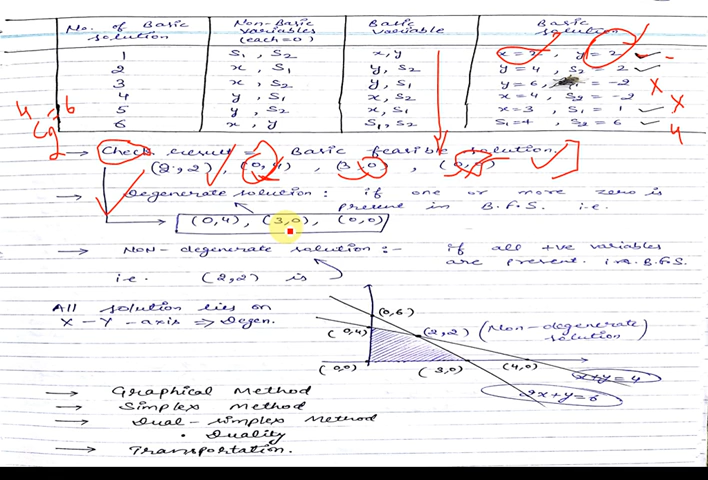 No. of Basic solution | Non-Basic variables (each=0) | Basic variable | Basic solution
1 | S₁, S₂ | x, y | x = 2, y = 2
2 | x, S₁ | y, S₂ | y = 4, S₂ = 2
3 | x, S₂ | y, S₁ | y = 6, = -2 x
4 | y, S₁ | x, S₂ | x = 4, S₂ = -2 x
5 | y, S₂ | x, S₁ | x = 3, S₁ = 1
6 | x, y | S₁, S₂ | S₁ = 4, S₂ = 6 4
→ Check result = Basic feasible solution.
(2,2), (0,4), (3,0), (0,0)
→ Degenerate solution: if one or more zero is
present in B.F.S. i.e.
(0,4), (3,0), (0,0)
→ Non-degenerate solution:- if all +ve variables
are present. B.F.S.
i.e. (2,2) is
All solution lies on
X-Y-axis ⇒ Degen.
(0,6)
(0,4)
(2,2) (Non-degenerate)
solution
(0,0)
(3,0)
(4,0)
x+y=4
2x+y=6
→ Graphical Method
→ Simplex Method
→ Dual-simplex Method
• Duality
→ Transportation.